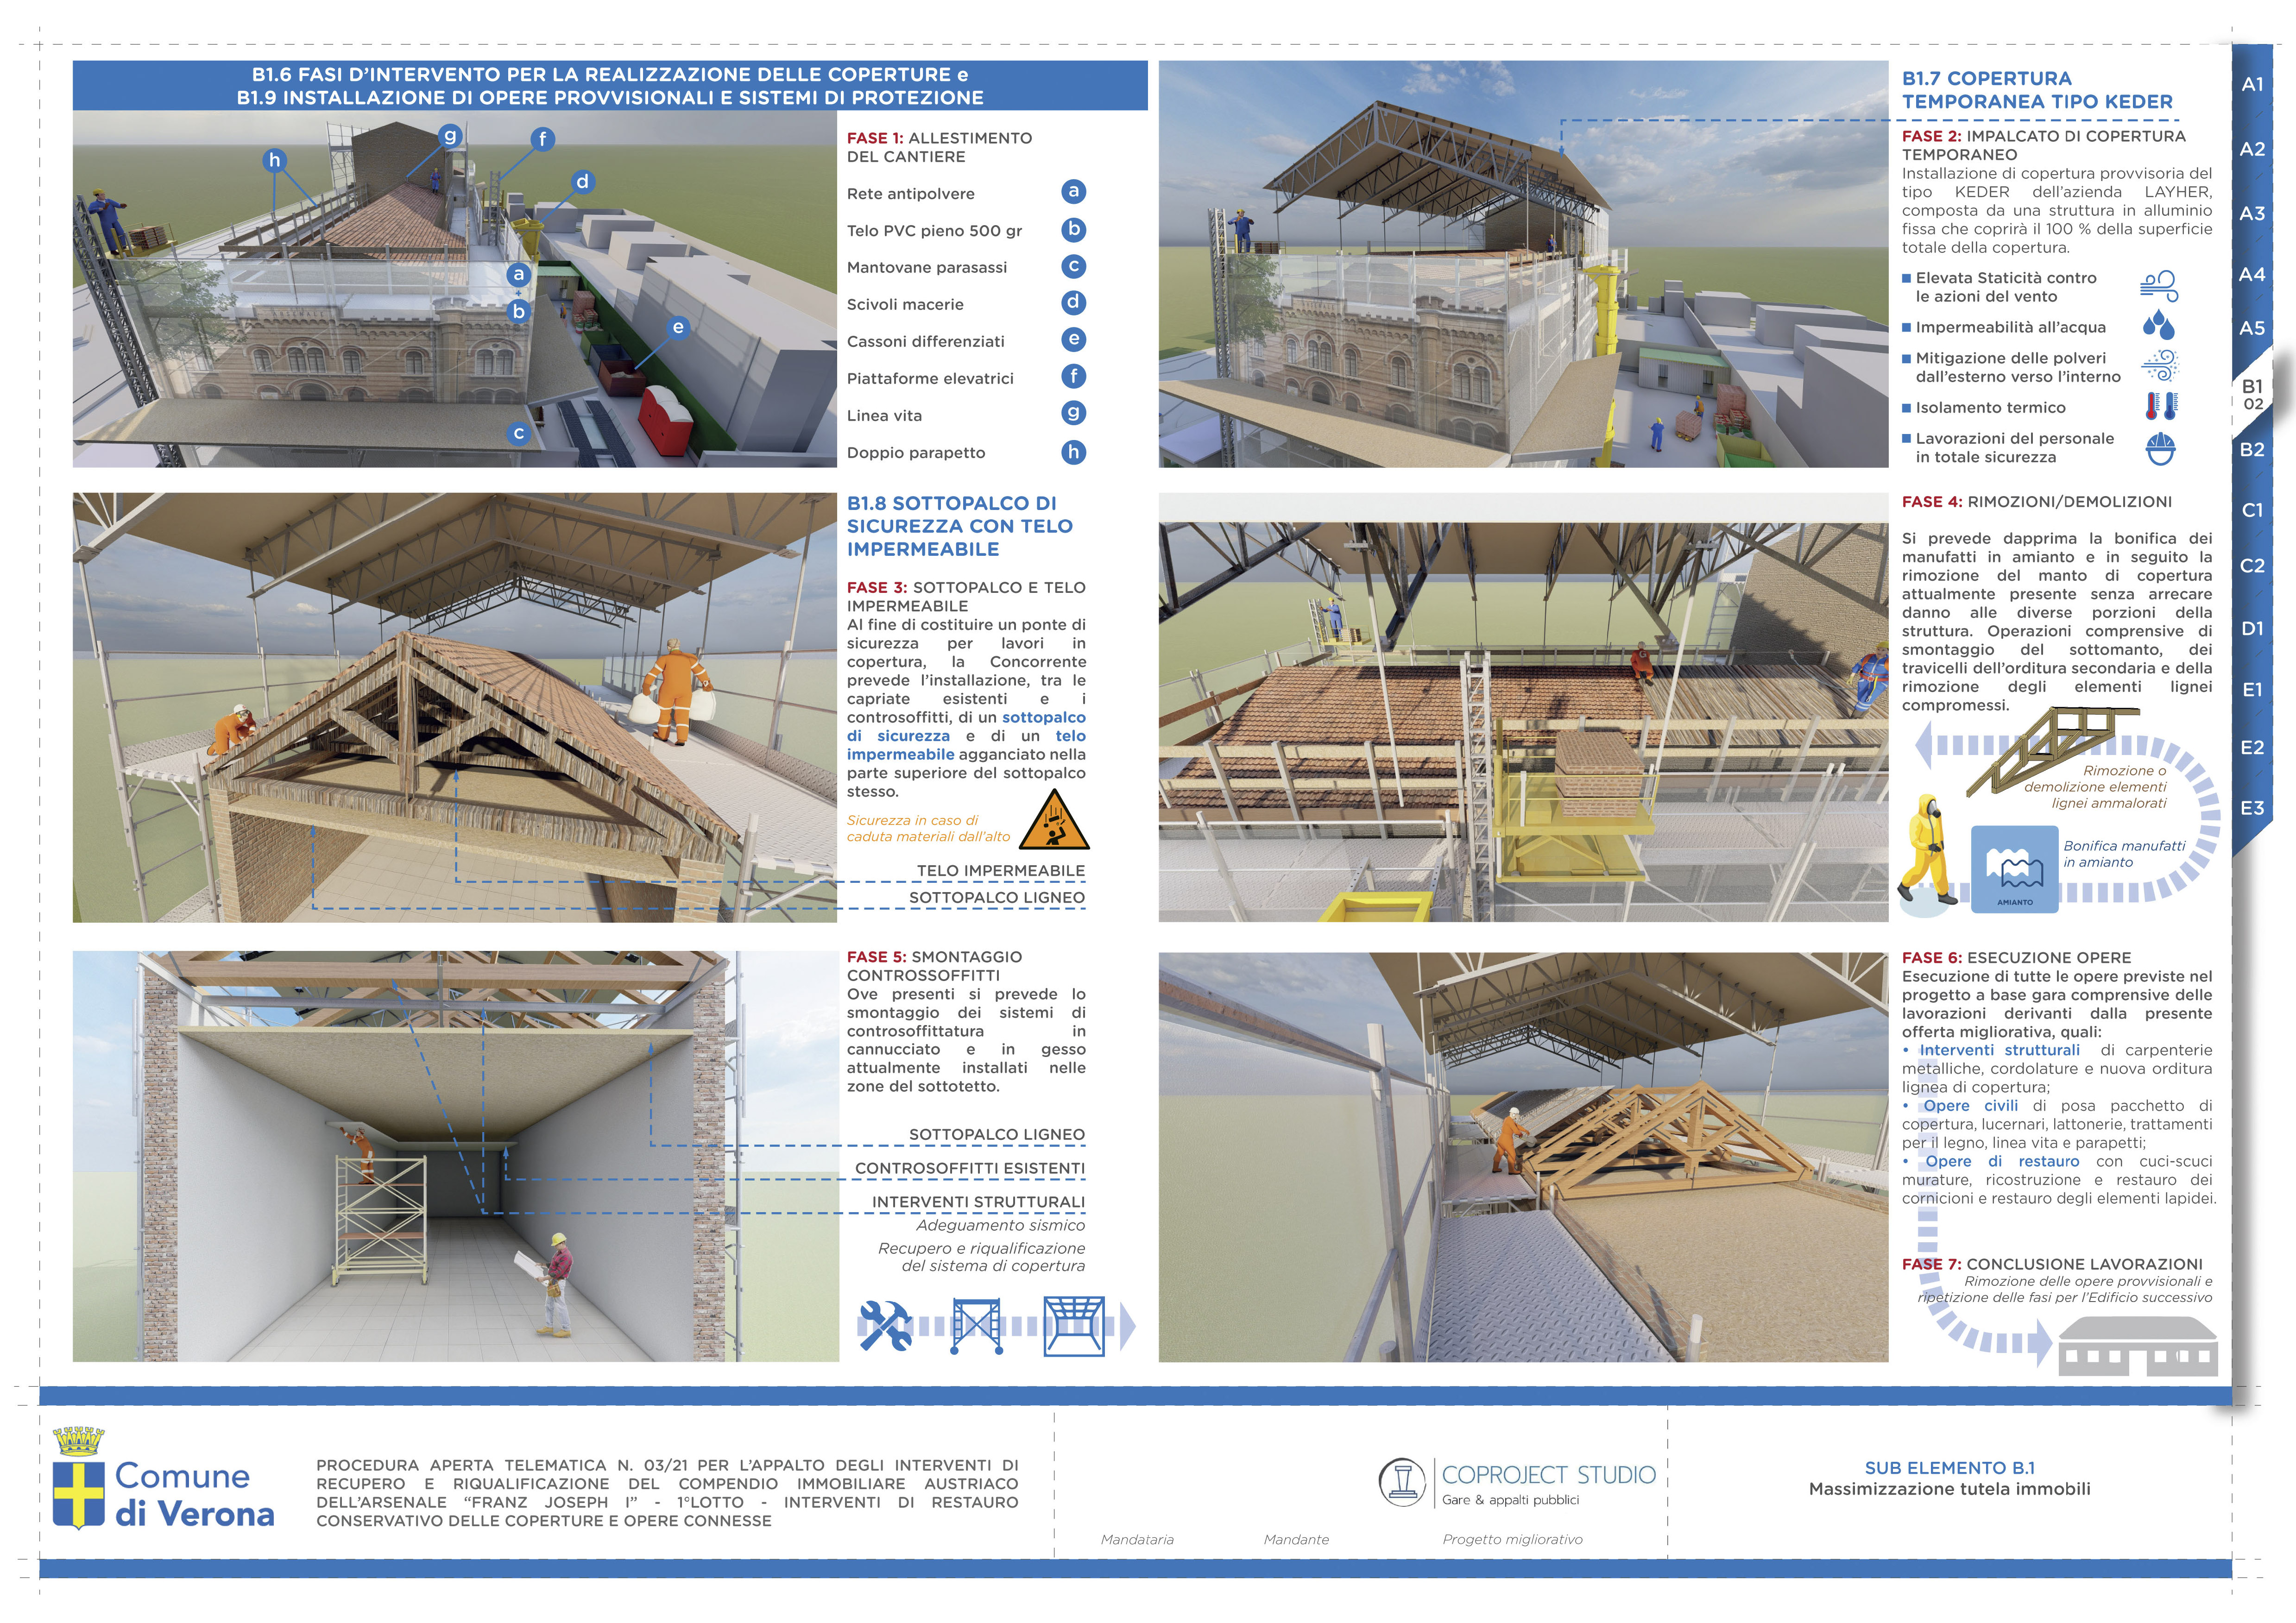 B1.6 FASI D'INTERVENTO PER LA REALIZZAZIONE DELLE COPERTURE e
B1.9 INSTALLAZIONE DI OPERE PROVVISIONALI E SISTEMI DI PROTEZIONE
g
f
h
d
a
+
b
e
c
FASE 1: ALLESTIMENTO
DEL CANTIERE
Rete antipolvere a
Telo PVC pieno 500 gr b
Mantovane parasassi c
Scivoli macerie d
Cassoni differenziati e
Piattaforme elevatrici f
Linea vita g
Doppio parapetto h
B1.7 COPERTURA
TEMPORANEA TIPO KEDER
FASE 2: IMPALCATO DI COPERTURA
TEMPORANEO
Installazione di copertura provvisoria del
tipo KEDER dell'azienda LAYHER,
composta da una struttura in alluminio
fissa che coprirà il 100 % della superficie
totale della copertura.
Elevata Staticità contro
le azioni del vento
Impermeabilità all'acqua
Mitigazione delle polveri
dall'esterno verso l'interno
Isolamento termico
Lavorazioni del personale
in totale sicurezza
B1.8 SOTTOPALCO DI
SICUREZZA CON TELO
IMPERMEABILE
FASE 3: SOTTOPALCO E TELO
IMPERMEABILE
Al fine di costituire un ponte di
sicurezza per lavori in
copertura, la Concorrente
prevede l'installazione, tra le
capriate esistenti e i
controsoffitti, di un sottopalco
di sicurezza e di un telo
impermeabile agganciato nella
parte superiore del sottopalco
stesso.
Sicurezza in caso di
caduta materiali dall'alto
TELO IMPERMEABILE
SOTTOPALCO LIGNEO
FASE 4: RIMOZIONI/DEMOLIZIONI
Si prevede dapprima la bonifica dei
manufatti in amianto e in seguito la
rimozione del manto di copertura
attualmente presente senza arrecare
danno alle diverse porzioni della
struttura. Operazioni comprensive di
smontaggio del sottomanto, dei
travicelli dell'orditura secondaria e della
rimozione degli elementi lignei
compromessi.
Rimozione o
demolizione elementi
lignei ammalorati
Bonifica manufatti
in amianto
AMIANTO
FASE 5: SMONTAGGIO
CONTROSSOFFITTI
Ove presenti si prevede lo
smontaggio dei sistemi di
controsoffittatura in
cannucciato e in gesso
attualmente installati nelle
zone del sottotetto.
SOTTOPALCO LIGNEO
CONTROSOFFITTI ESISTENTI
INTERVENTI STRUTTURALI
Adeguamento sismico
Recupero e riqualificazione
del sistema di copertura
FASE 6: ESECUZIONE OPERE
Esecuzione di tutte le opere previste nel
progetto a base gara comprensive delle
lavorazioni derivanti dalla presente
offerta migliorativa, quali:
• Interventi strutturali di carpenterie
metalliche, cordolature e nuova orditura
lignea di copertura;
• Opere civili di posa pacchetto di
copertura, lucernari, lattonerie, trattamenti
per il legno, linea vita e parapetti;
• Opere di restauro con cuci-scuci
murature, ricostruzione e restauro dei
cornicioni e restauro degli elementi lapidei.
FASE 7: CONCLUSIONE LAVORAZIONI
Rimozione delle opere provvisionali e
ripetizione delle fasi per l'Edificio successivo
A1
A2
A3
A4
A5
B1
02
B2
C1
C2
D1
E1
E2
E3
Comune
di Verona
PROCEDURA APERTA TELEMATICA N. 03/21 PER L'APPALTO DEGLI INTERVENTI DI
RECUPERO E RIQUALIFICAZIONE DEL COMPENDIO IMMOBILIARE AUSTRIACO
DELL'ARSENALE "FRANZ JOSEPH I" - 1°LOTTO - INTERVENTI DI RESTAURO
CONSERVATIVO DELLE COPERTURE E OPERE CONNESSE
COPROJECT STUDIO
Gare & appalti pubblici
Mandataria
Mandante
Progetto migliorativo
SUB ELEMENTO B.1
Massimizzazione tutela immobili